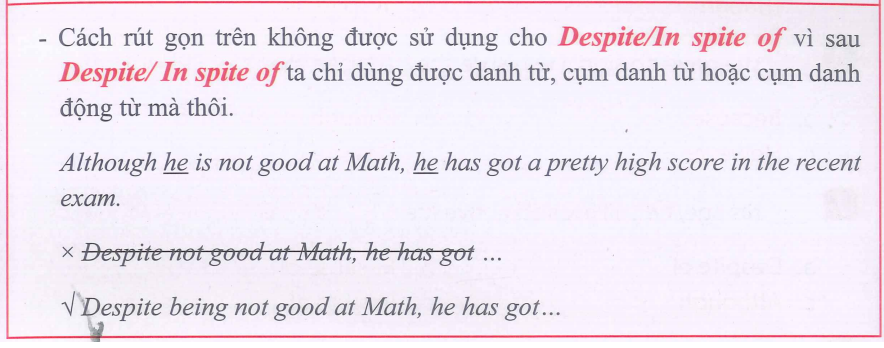 - Cách rút gọn trên không được sử dụng cho Despite/In spite of vì sau
Despite/ In spite of ta chỉ dùng được danh từ, cụm danh từ hoặc cụm danh
động từ mà thôi.
Although he is not good at Math, he has got a pretty high score in the recent
exam.
× Despite not good at Math, he has got ...
√ Despite being not good at Math, he has got...